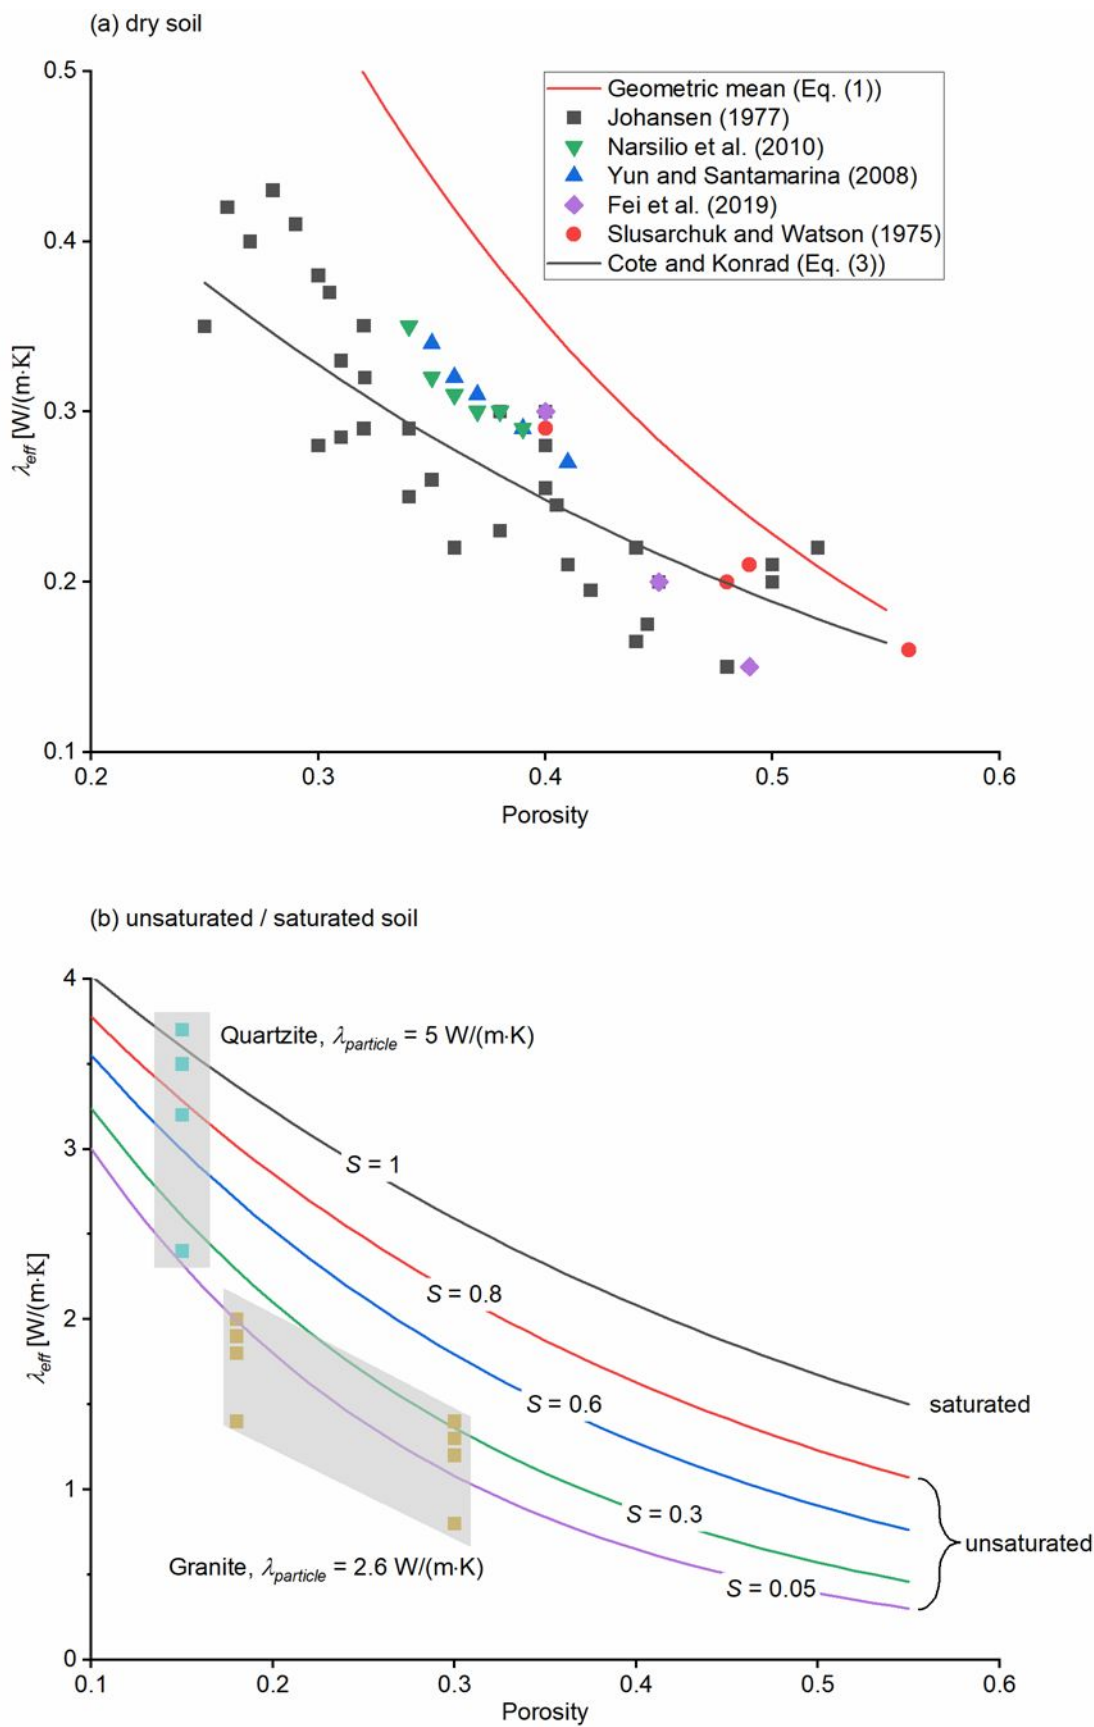 (a) dry soil
0.5
0.4
0.3
0.2
0.1
λeff [W/(m·K]
Geometric mean (Eq. (1))
Johansen (1977)
Narsilio et al. (2010)
Yun and Santamarina (2008)
Fei et al. (2019)
Slusarchuk and Watson (1975)
Cote and Konrad (Eq. (3))
0.2 0.3 0.4 0.5 0.6
Porosity
(b) unsaturated / saturated soil
4
3
2
1
0
λeff [W/(m·K]
Quartzite, λparticle = 5 W/(m·K)
S = 1
S = 0.8
S = 0.6
saturated
S = 0.3
unsaturated
Granite, λparticle = 2.6 W/(m·K)
S = 0.05
0.1 0.2 0.3 0.4 0.5 0.6
Porosity